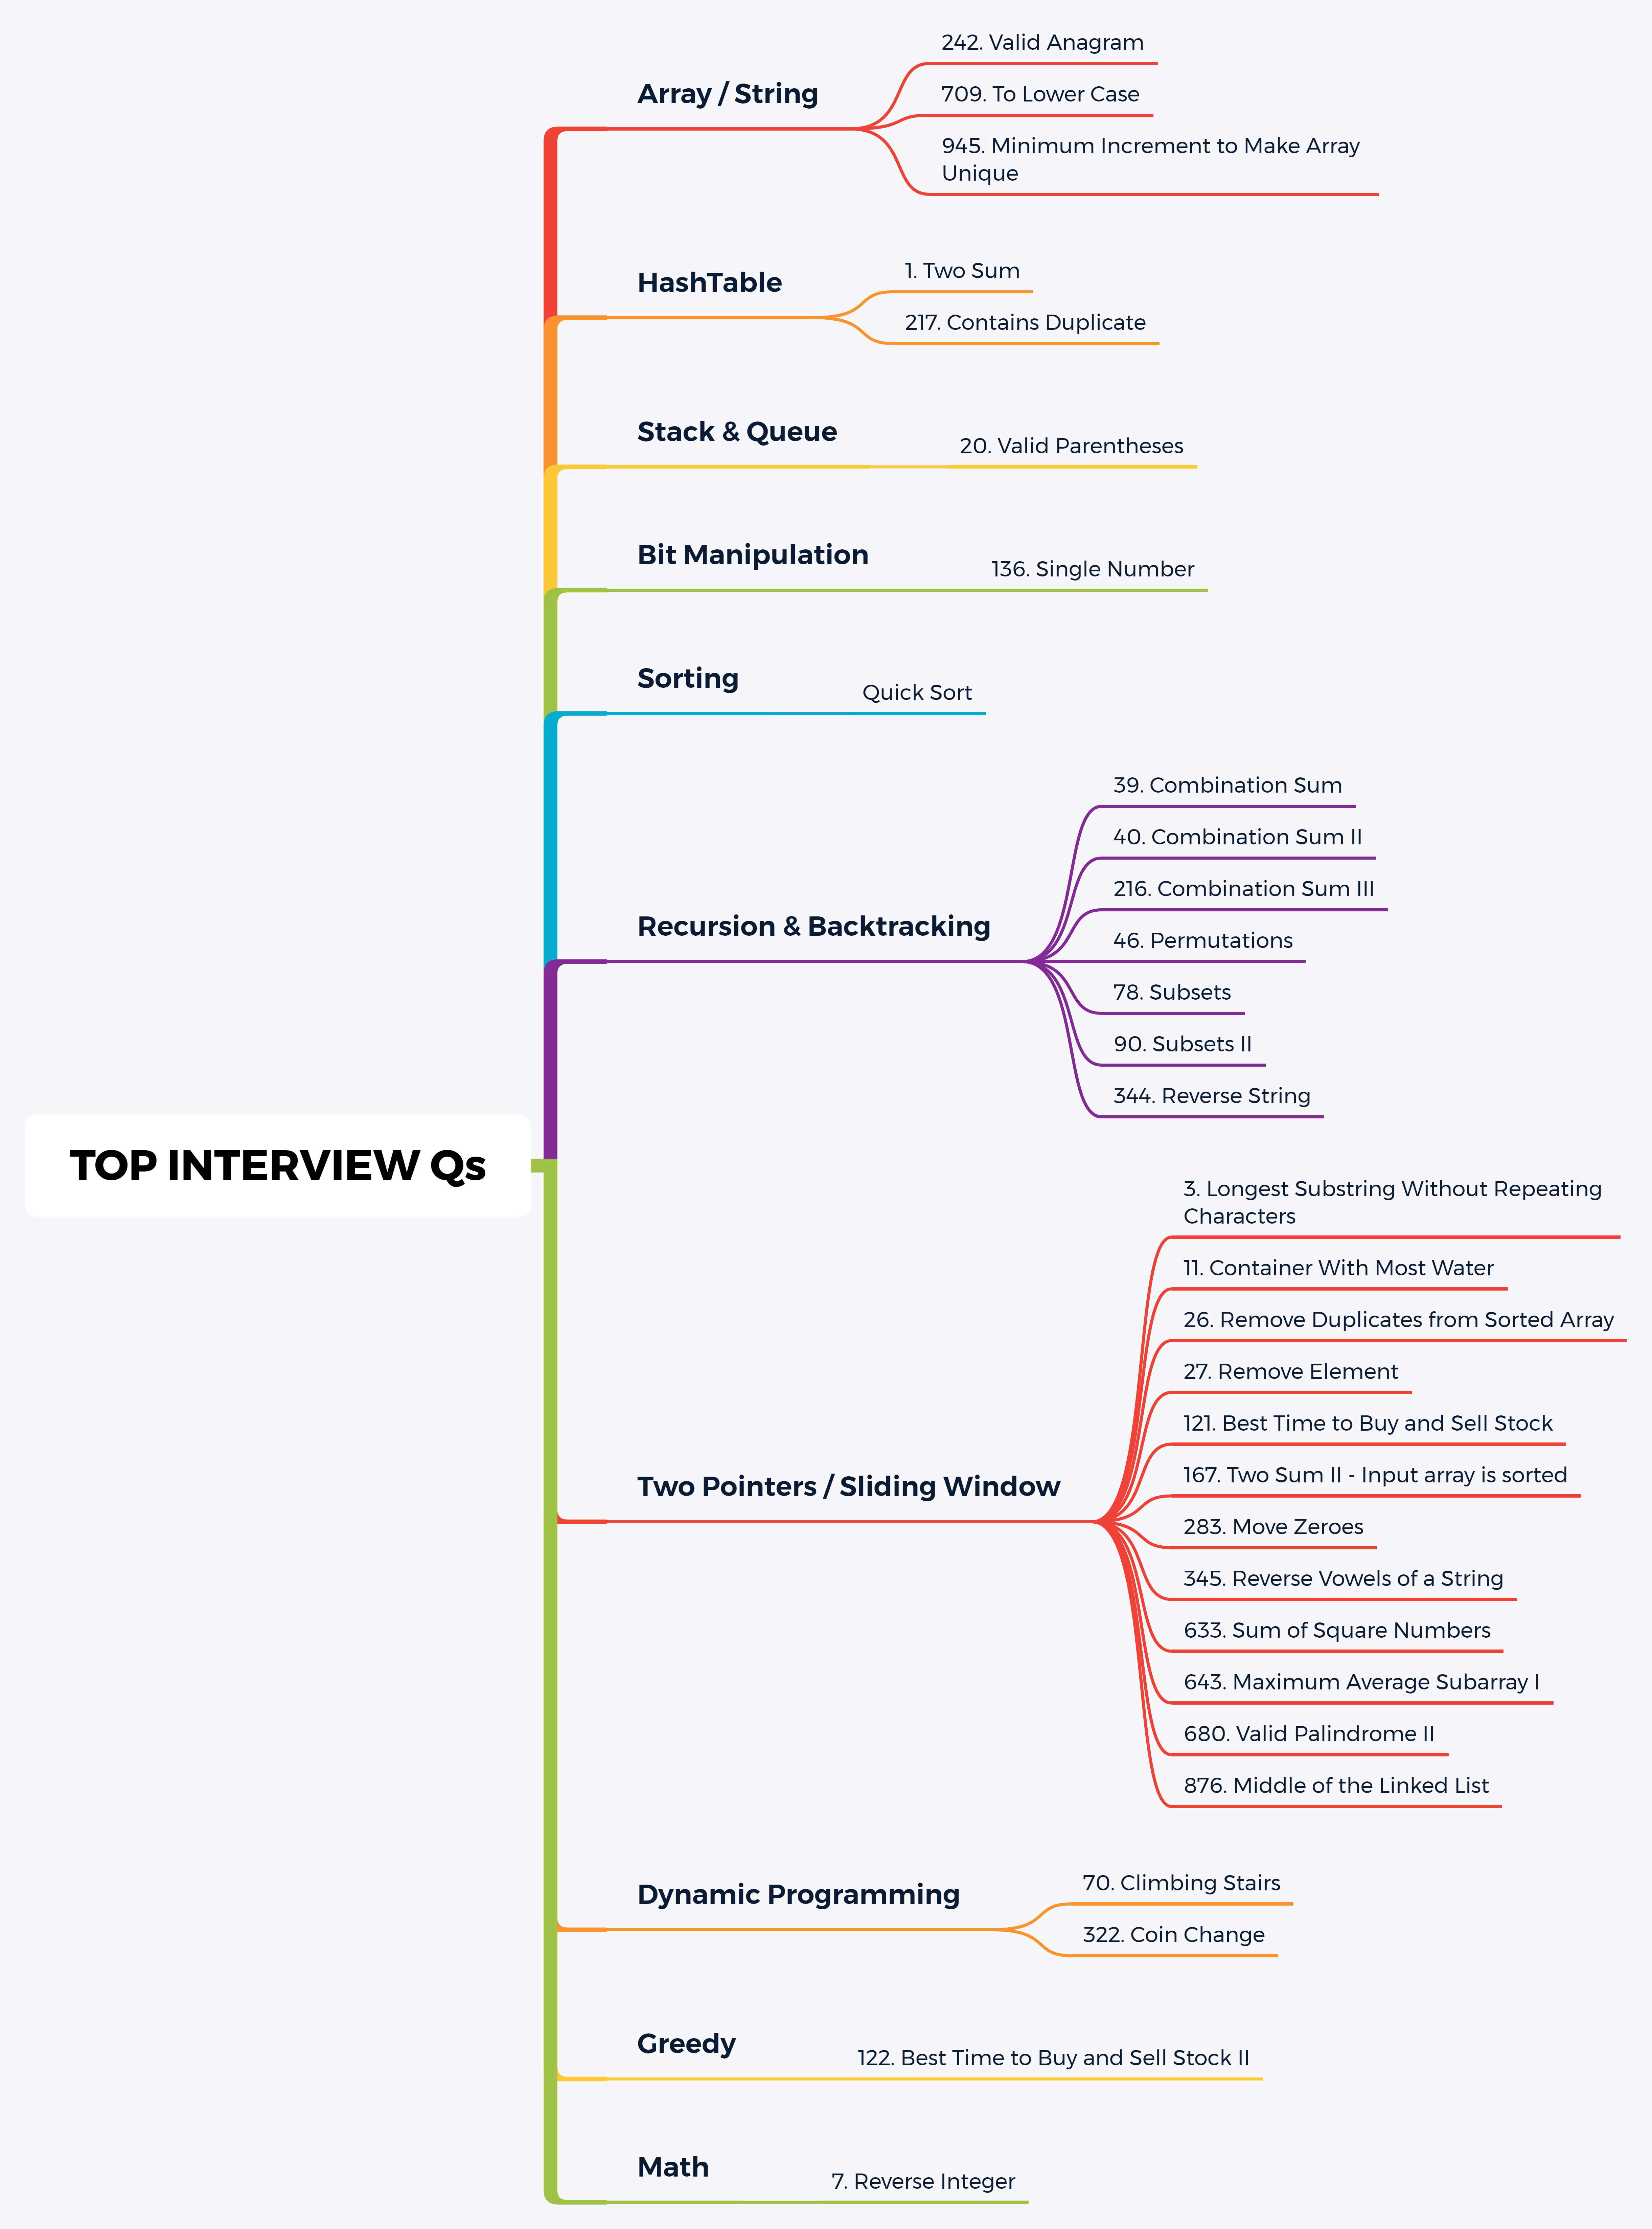 TOP INTERVIEW Qs
Array / String
242. Valid Anagram
709. To Lower Case
945. Minimum Increment to Make Array
Unique
HashTable
1. Two Sum
217. Contains Duplicate
Stack & Queue
20. Valid Parentheses
Bit Manipulation
136. Single Number
Sorting
Quick Sort
Recursion & Backtracking
39. Combination Sum
40. Combination Sum II
216. Combination Sum III
46. Permutations
78. Subsets
90. Subsets II
344. Reverse String
Two Pointers / Sliding Window
3. Longest Substring Without Repeating
Characters
11. Container With Most Water
26. Remove Duplicates from Sorted Array
27. Remove Element
121. Best Time to Buy and Sell Stock
167. Two Sum II - Input array is sorted
283. Move Zeroes
345. Reverse Vowels of a String
633. Sum of Square Numbers
643. Maximum Average Subarray I
680. Valid Palindrome II
876. Middle of the Linked List
Dynamic Programming
70. Climbing Stairs
322. Coin Change
Greedy
122. Best Time to Buy and Sell Stock II
Math
7. Reverse Integer